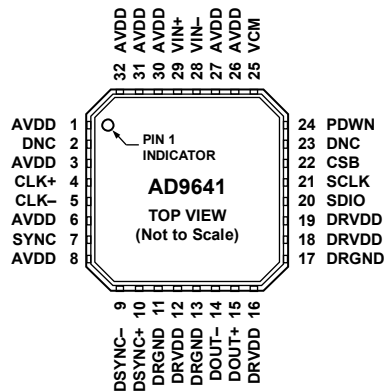 32 AVDD
31 AVDD
30 AVDD
29 VIN+
28 VIN–
27 AVDD
26 AVDD
25 VCM
AVDD 1
DNC 2
AVDD 3
CLK+ 4
CLK– 5
AVDD 6
SYNC 7
AVDD 8
PIN 1
INDICATOR
AD9641
TOP VIEW
(Not to Scale)
24 PDWN
23 DNC
22 CSB
21 SCLK
20 SDIO
19 DRVDD
18 DRVDD
17 DRGND
DSYNC– 9
DSYNC+ 10
DRGND 11
DRVDD 12
DRGND 13
DOUT– 14
DOUT+ 15
DRVDD 16